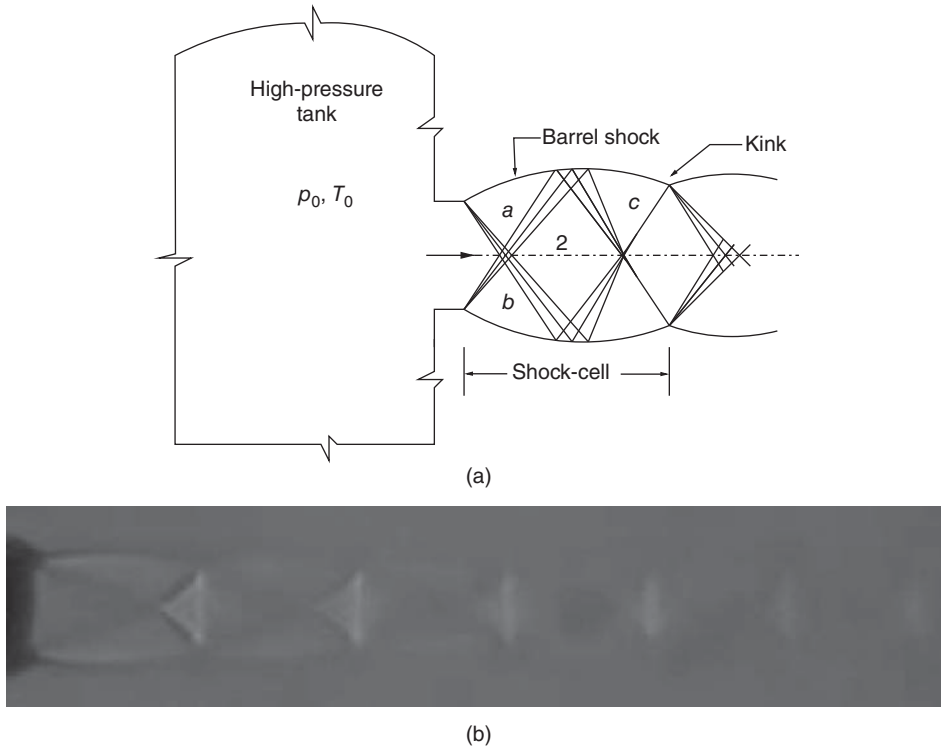 High-pressure
tank
p0, T0
Barrel shock
Kink
a
c
2
b
Shock-cell
(a)
(b)